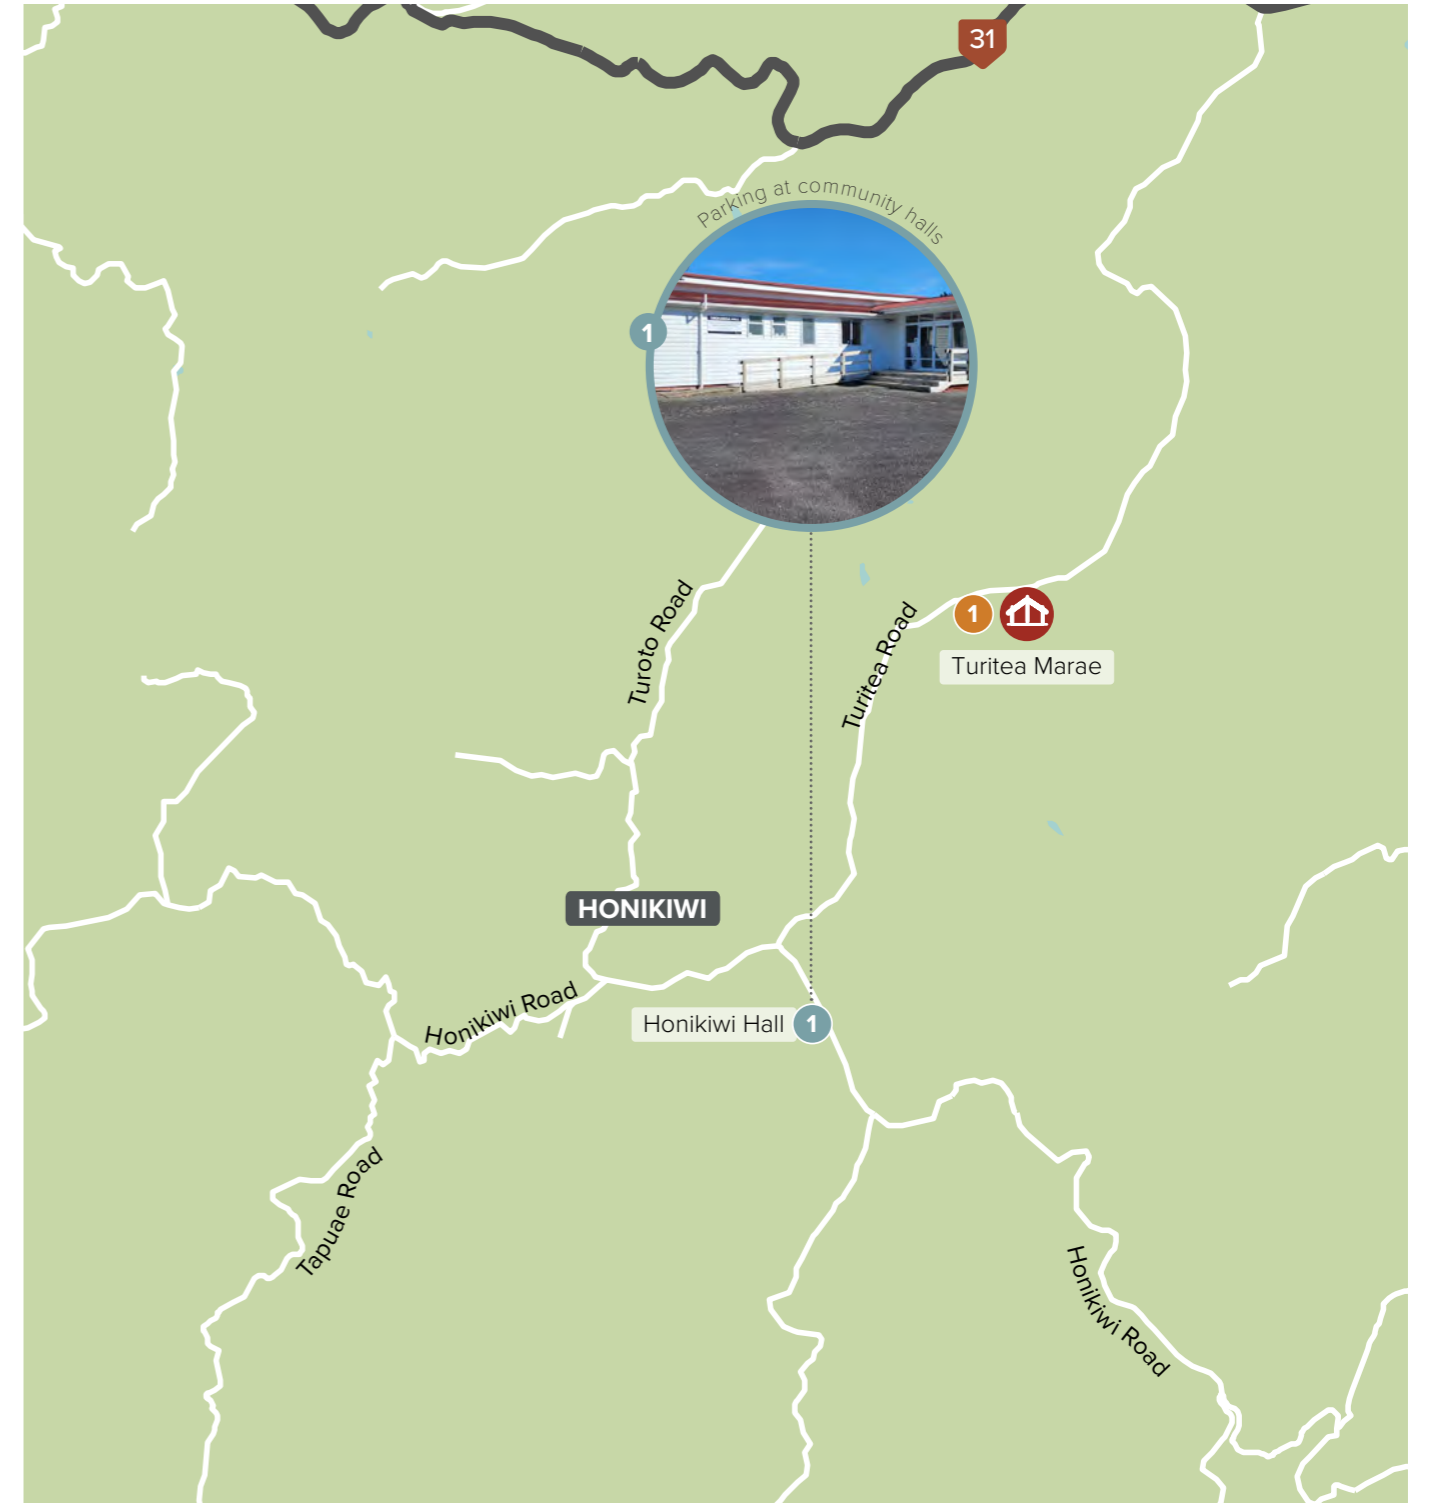 31
Parking at community halls
1
Turoto Road
Turitea Road
1
Turitea Marae
HONIKIWI
Honikiwi Road
Honikiwi Hall
1
Tapuae Road
Honikiwi Road